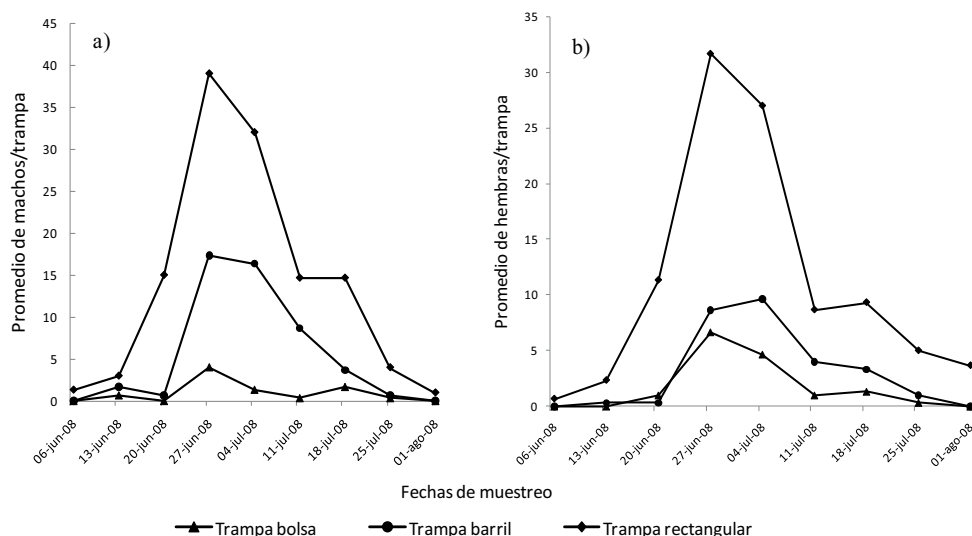 a)
Promedio de machos/trampa
45
40
35
30
25
20
15
10
5
0
06-jun-08
13-jun-08
20-jun-08
27-jun-08
04-jul-08
11-jul-08
18-jul-08
25-jul-08
01-ago-08
b)
Promedio de hembras/trampa
35
30
25
20
15
10
5
0
06-jun-08
13-jun-08
20-jun-08
27-jun-08
04-jul-08
11-jul-08
18-jul-08
25-jul-08
01-ago-08
Fechas de muestreo
Trampa bolsa
Trampa barril
Trampa rectangular